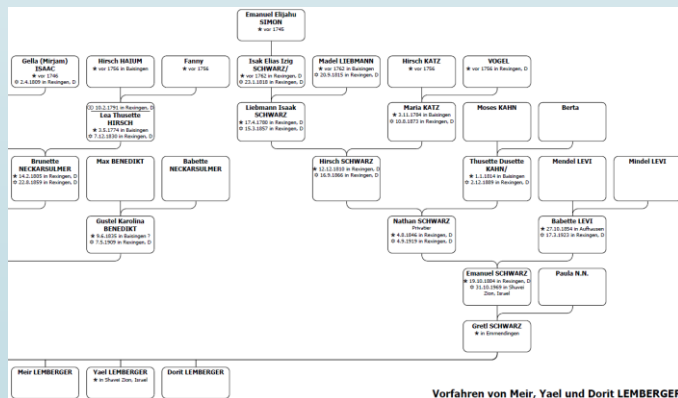 Emanuel Elijahu
SIMON
★ vor 1745
Gella (Mirjam)
ISAAC
★ vor 1746
✡ 2.4.1809 in Rexingen, D
Hirsch HAIUM
★ vor 1756 in Baisingen
Fanny
★ vor 1756
Isak Elias Izig
SCHWARZ/
★ vor 1762 in Rexingen, D
✡ 23.1.1818 in Rexingen, D
Madel LIEBMANN
★ vor 1762 in Rexingen, D
✡ 20.9.1815 in Rexingen, D
Hirsch KATZ
★ vor 1756
VOGEL
★ vor 1756 in Rexingen, D
⚭ 10.2.1791 in Rexingen, D
Lea Thusette
HIRSCH
★ 3.5.1774 in Baisingen
✡ 7.12.1830 in Rexingen, D
Liebmann Isaak
SCHWARZ
★ 17.4.1780 in Rexingen, D
✡ 15.3.1857 in Rexingen, D
Maria KATZ
★ 3.11.1784 in Rexingen, D
✡ 10.8.1873 in Rexingen, D
Moses KAHN
Berta
Brunette
NECKARSULMER
★ 14.2.1805 in Rexingen, D
✡ 22.8.1859 in Rexingen, D
Max BENEDIKT
Babette
NECKARSULMER
Hirsch SCHWARZ
★ 12.12.1810 in Rexingen, D
✡ 16.9.1866 in Rexingen, D
Thusette Dusette
KAHN/
★ 1.1.1814 in Baisingen
✡ 2.12.1889 in Rexingen, D
Mendel LEVI
Mindel LEVI
Gustel Karolina
BENEDIKT
★ 9.6.1835 in Baisingen ?
✡ 7.5.1909 in Rexingen, D
Nathan SCHWARZ
Privatier
★ 4.8.1846 in Rexingen, D
✡ 4.9.1919 in Rexingen, D
Babette LEVI
★ 27.10.1854 in Aufhausen
✡ 17.3.1923 in Rexingen, D
Emanuel SCHWARZ
★ 19.10.1884 in Rexingen, D
✡ 31.10.1969 in Shavei
Zion, Israel
Paula N.N.
Gretl SCHWARZ
★ in Emmendingen
Meir LEMBERGER
Yael LEMBERGER
★ in Shavei Zion, Israel
Dorit LEMBERGER
Vorfahren von Meir, Yael und Dorit LEMBERGER